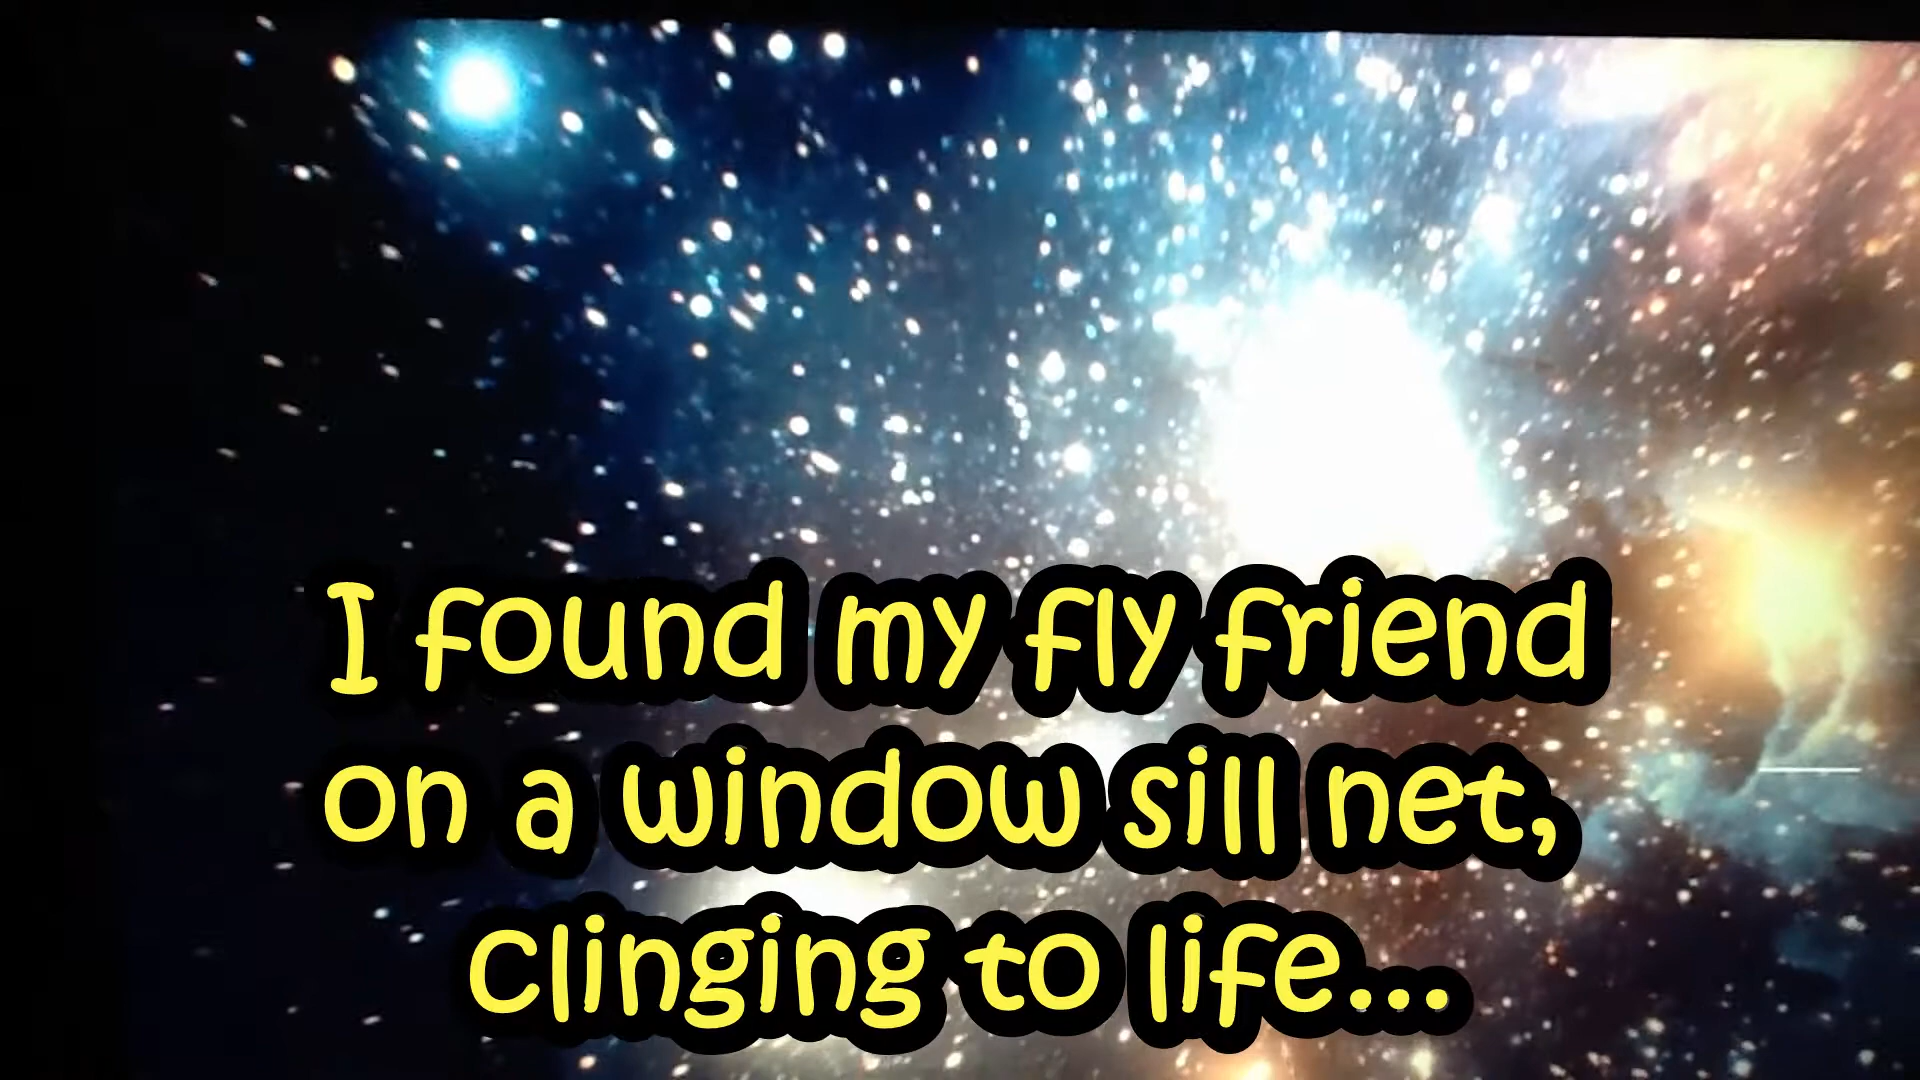 I found my fly friend
on a window sill net,
clinging to life...